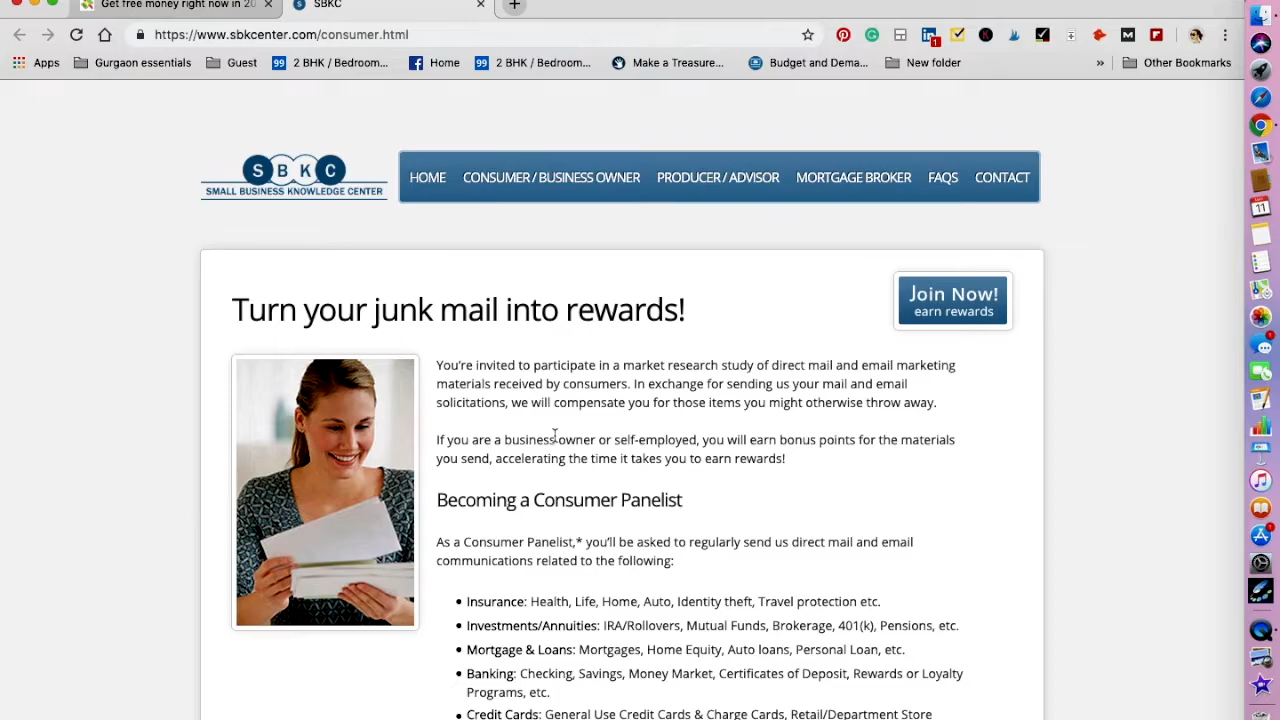 Get free money right now in 20
SBKC
https://www.sbkcenter.com/consumer.html
1
Apps
Gurgaon essentials
Guest
99 2 BHK / Bedroom...
Home
99 2 BHK / Bedroom...
Make a Treasure...
Budget and Dema...
New folder
»
Other Bookmarks
S B K C
SMALL BUSINESS KNOWLEDGE CENTER
HOME CONSUMER / BUSINESS OWNER PRODUCER / ADVISOR MORTGAGE BROKER FAQS CONTACT
Turn your junk mail into rewards!
Join Now!
earn rewards
You're invited to participate in a market research study of direct mail and email marketing
materials received by consumers. In exchange for sending us your mail and email
solicitations, we will compensate you for those items you might otherwise throw away.
If you are a business owner or self-employed, you will earn bonus points for the materials
you send, accelerating the time it takes you to earn rewards!
Becoming a Consumer Panelist
As a Consumer Panelist,* you'll be asked to regularly send us direct mail and email
communications related to the following:
• Insurance: Health, Life, Home, Auto, Identity theft, Travel protection etc.
• Investments/Annuities: IRA/Rollovers, Mutual Funds, Brokerage, 401(k), Pensions, etc.
• Mortgage & Loans: Mortgages, Home Equity, Auto loans, Personal Loan, etc.
• Banking: Checking, Savings, Money Market, Certificates of Deposit, Rewards or Loyalty
Programs, etc.
• Credit Cards: General Use Credit Cards & Charge Cards, Retail/Department Store
11